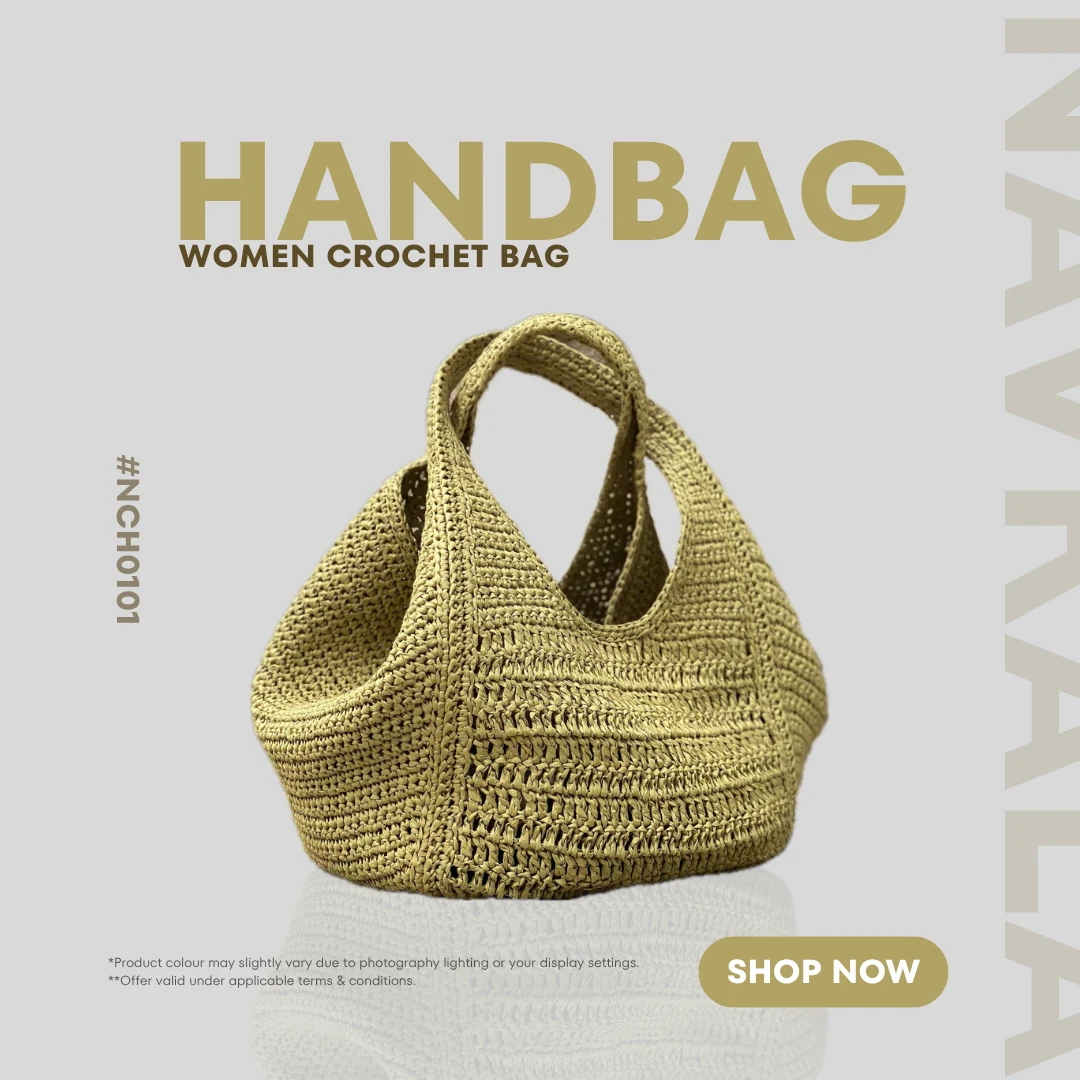 HANDBAG
WOMEN CROCHET BAG
#NCH0101
NAVKALA
*Product colour may slightly vary due to photography lighting or your display settings.
**Offer valid under applicable terms & conditions.
SHOP NOW